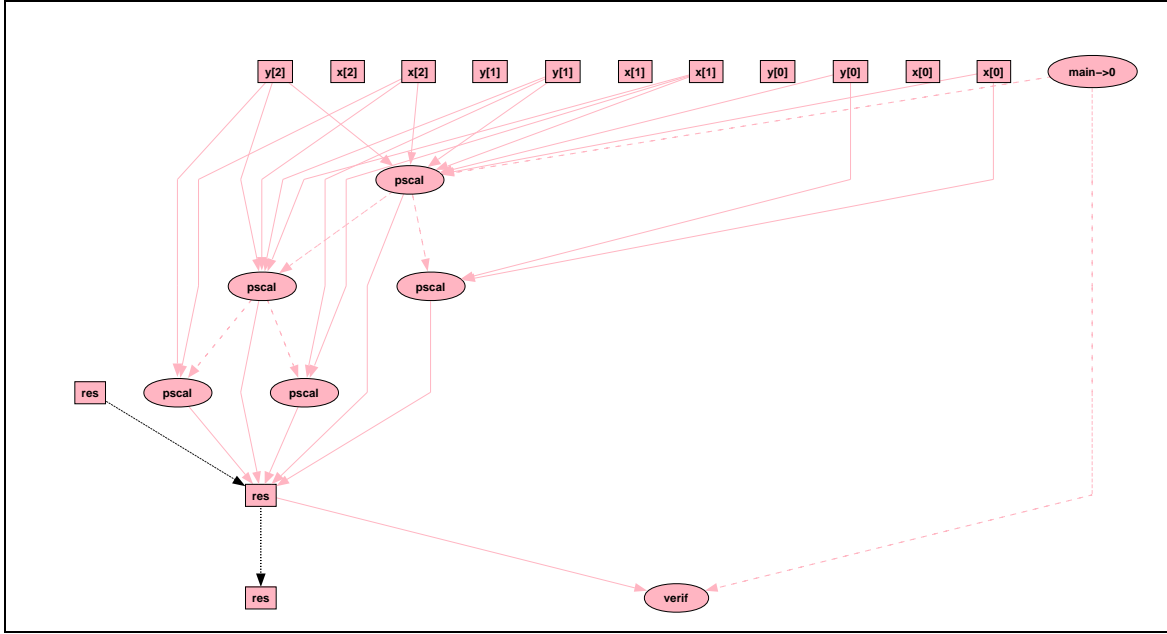 y[2] x[2] x[2] y[1] y[1] x[1] x[1] y[0] y[0] x[0] x[0] main->0
pscal
pscal pscal
res pscal pscal
res
res verif